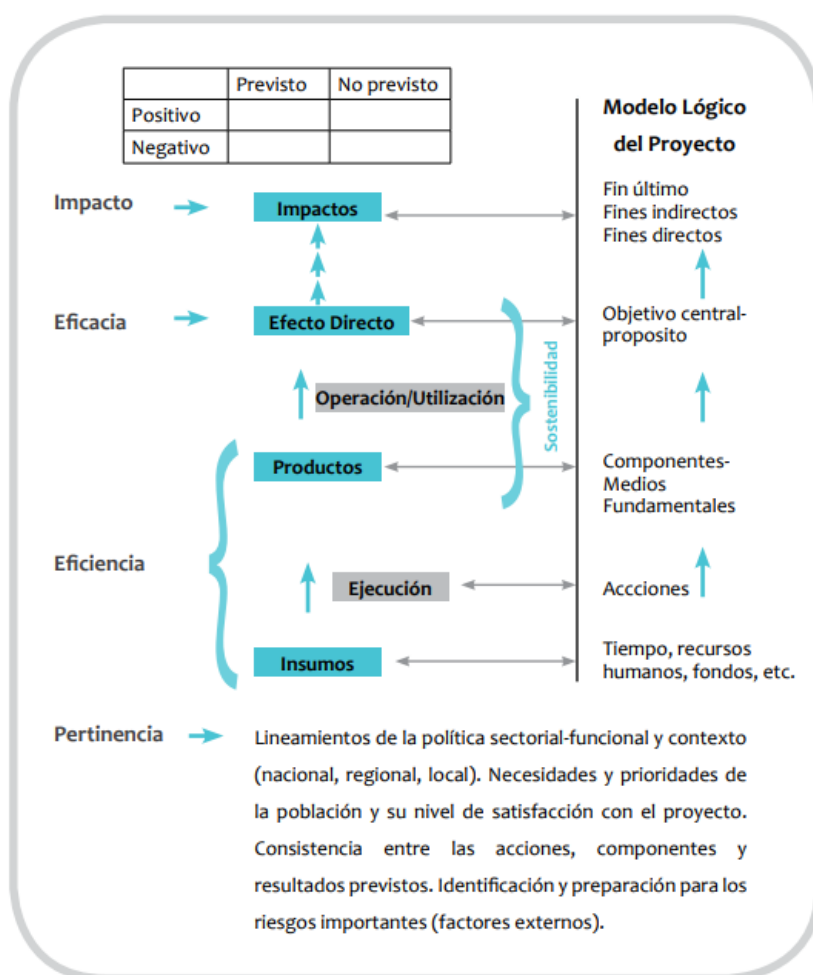 Previsto No previsto
Positivo
Negativo
Modelo Lógico
del Proyecto
Impacto
Impactos
Fin último
Fines indirectos
Fines directos
Eficacia
Efecto Directo
Objetivo central-
proposito
Operación/Utilización
Sostenibilidad
Productos
Componentes-
Medios
Fundamentales
Eficiencia
Ejecución
Accciones
Insumos
Tiempo, recursos
humanos, fondos, etc.
Pertinencia
Lineamientos de la política sectorial-funcional y contexto
(nacional, regional, local). Necesidades y prioridades de
la población y su nivel de satisfacción con el proyecto.
Consistencia entre las acciones, componentes y
resultados previstos. Identificación y preparación para los
riesgos importantes (factores externos).